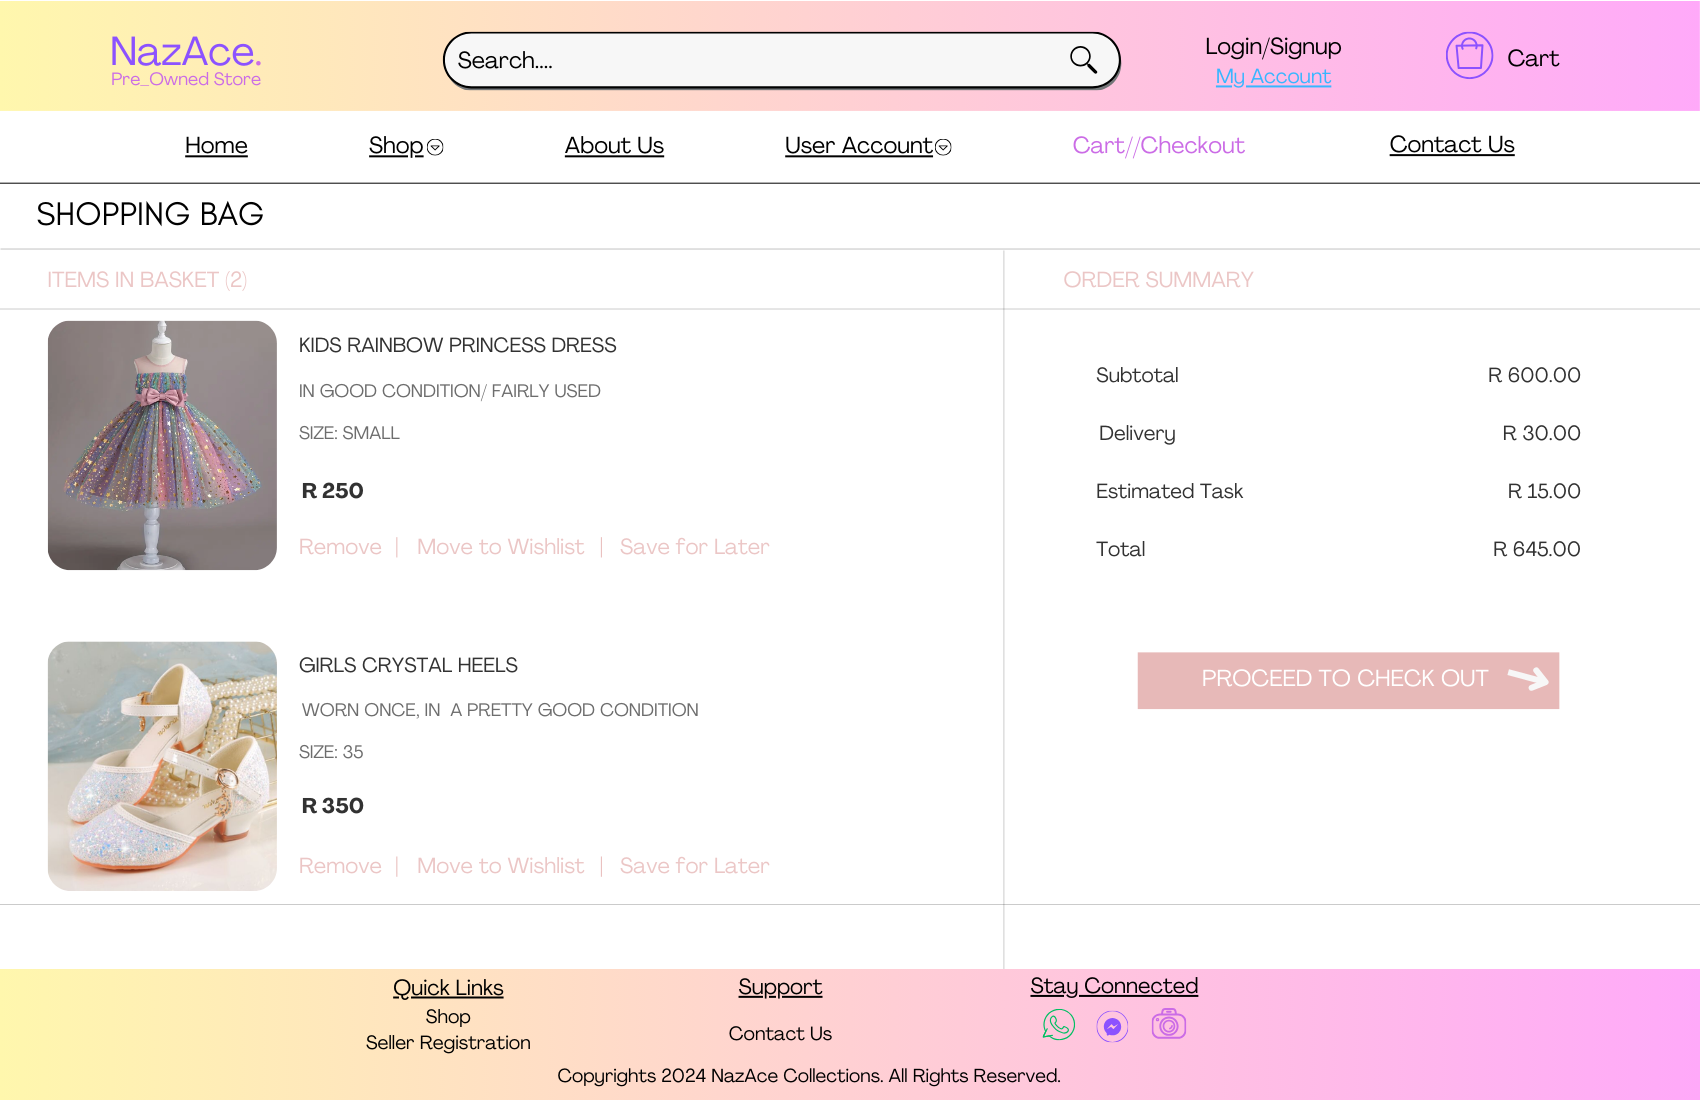 NazAce.
Pre_Owned Store
Search....
Login/Signup
My Account
Cart
Home
Shop
About Us
User Account
Cart//Checkout
Contact Us
SHOPPING BAG
ITEMS IN BASKET (2)
ORDER SUMMARY
KIDS RAINBOW PRINCESS DRESS
IN GOOD CONDITION/ FAIRLY USED
SIZE: SMALL
R 250
Remove | Move to Wishlist | Save for Later
GIRLS CRYSTAL HEELS
WORN ONCE, IN  A PRETTY GOOD CONDITION
SIZE: 35
R 350
Remove | Move to Wishlist | Save for Later
Subtotal R 600.00
Delivery R 30.00
Estimated Task R 15.00
Total R 645.00
PROCEED TO CHECK OUT
Quick Links
Shop
Seller Registration
Support
Contact Us
Stay Connected
Copyrights 2024 NazAce Collections. All Rights Reserved.